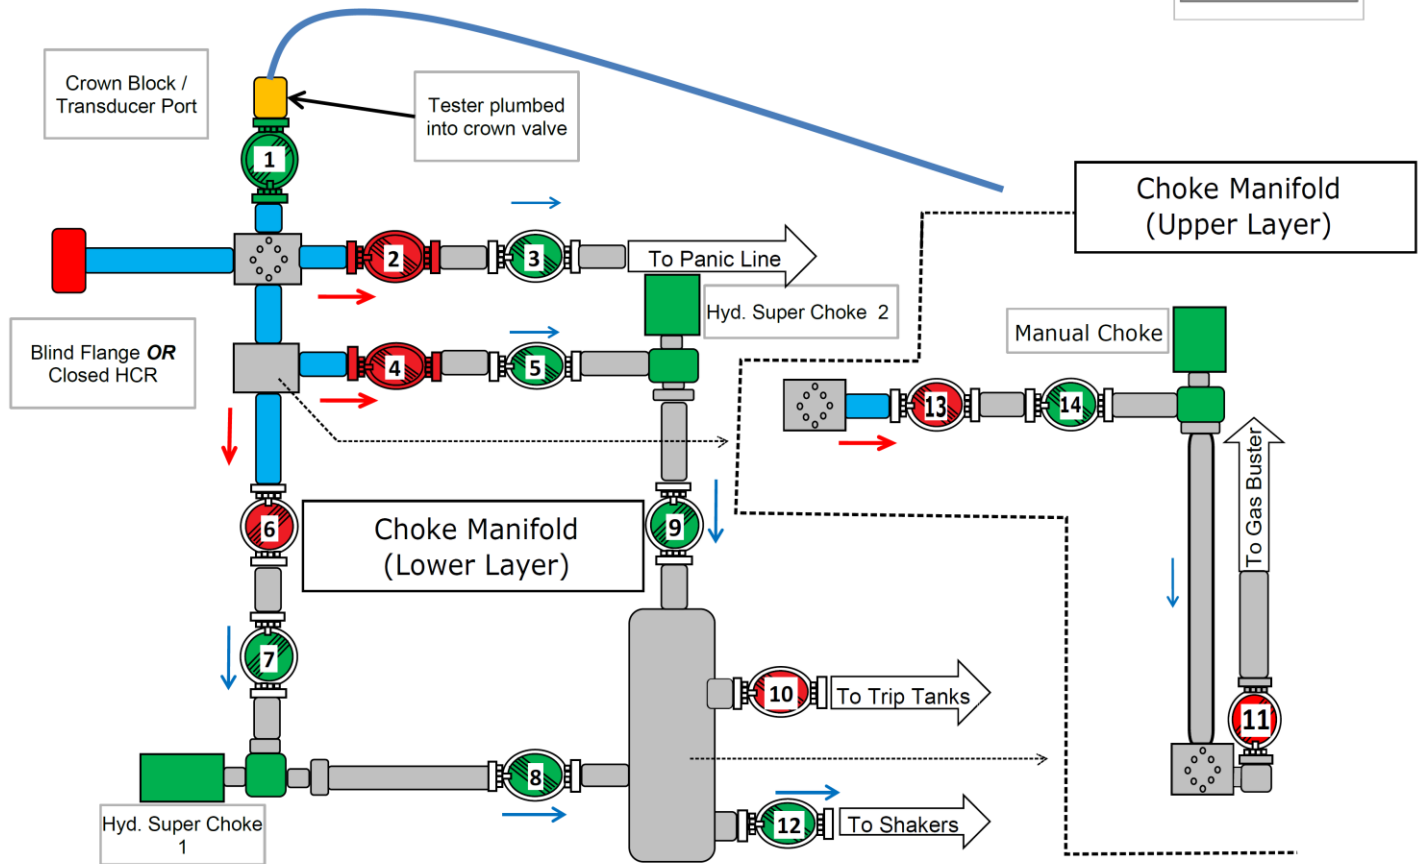 Crown Block /
Transducer Port
Tester plumbed
into crown valve
1
Choke Manifold
(Upper Layer)
2
3
To Panic Line
Blind Flange OR
Closed HCR
4
5
Hyd. Super Choke 2
Manual Choke
13
14
6
Choke Manifold
(Lower Layer)
9
To Gas Buster
7
10
To Trip Tanks
11
8
12
To Shakers
Hyd. Super Choke
1